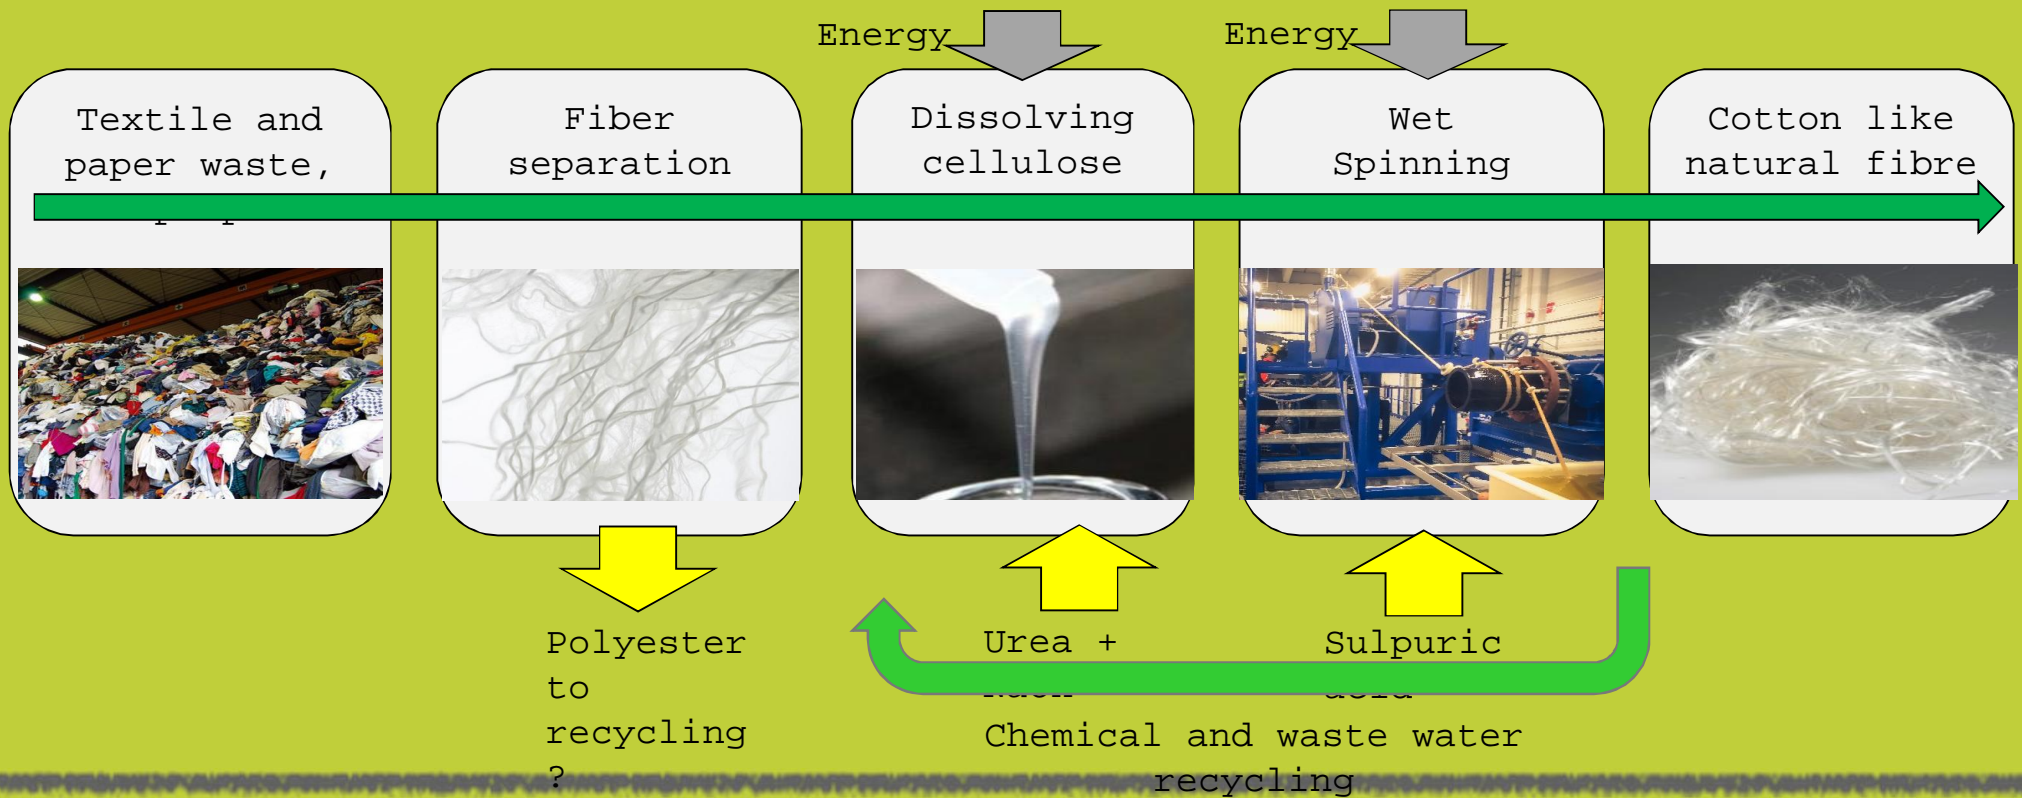 Energy
Energy
Textile and
paper waste,
Fiber
separation
Dissolving
cellulose
Wet
Spinning
Cotton like
natural fibre
Polyester
to
recycling
?
Urea +
Sulpuric
acid
Chemical and waste water
recycling